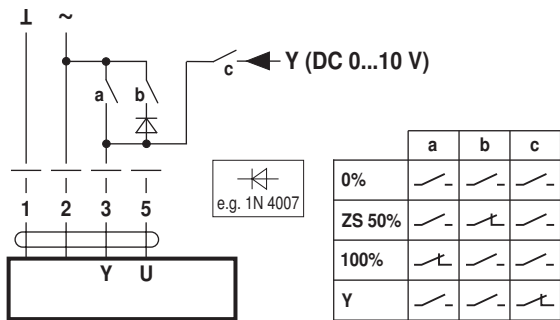 ⊥ ~
c Y (DC 0...10 V)
a b
e.g. 1N 4007
1 2 3 5
Y U
a b c
0%
ZS 50%
100%
Y